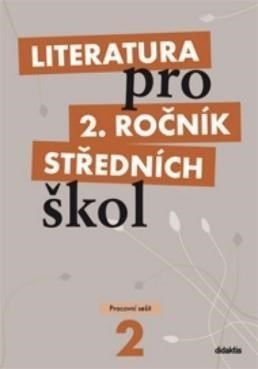 LITERATURA
pro
2. ROČNÍK
STŘEDNÍCH
škol
Pracovní sešit
2
didaktis